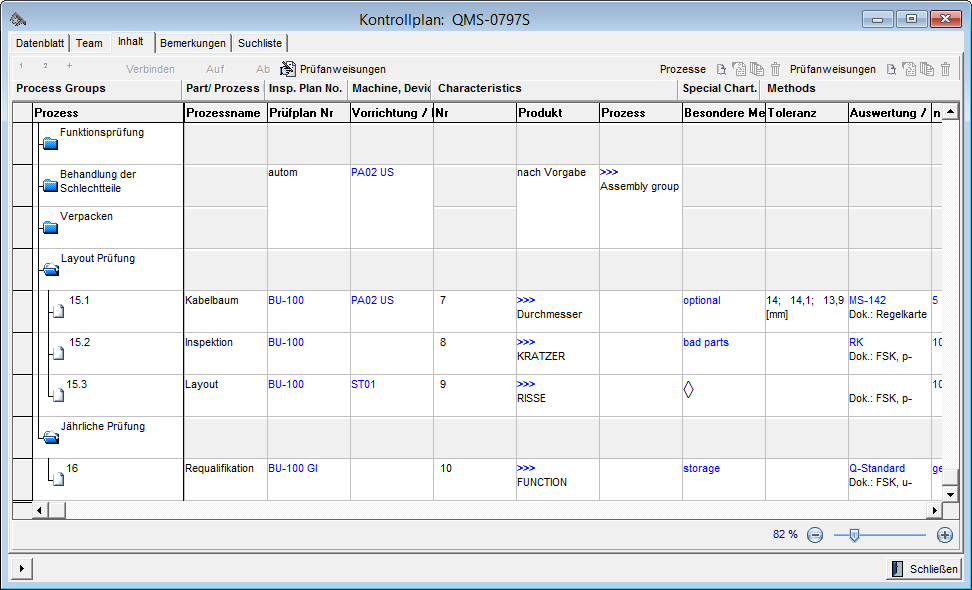 Kontrollplan: QMS-0797S
Datenblatt Team Inhalt Bemerkungen Suchliste
1 2 + Verbinden Auf Ab Prüfanweisungen Prozesse Prüfanweisungen
Process Groups Part/ Prozess Insp. Plan No. Machine, Devic Characteristics Special Chart. Methods
Prozess Prozessname Prüfplan Nr Vorrichtung / Nr Produkt Prozess Besondere Me Toleranz Auswertung / n
Funktionsprüfung
Behandlung der Schlechtteile autom PA02 US nach Vorgabe >>>
Assembly group
Verpacken
Layout Prüfung
15.1 Kabelbaum BU-100 PA02 US 7 >>> optional 14; 14,1; 13,9 MS-142 5
Durchmesser [mm] Dok.: Regelkarte
15.2 Inspektion BU-100 8 >>> bad parts RK 10
KRATZER Dok.: FSK, p-
15.3 Layout BU-100 ST01 9 >>> 10
RISSE Dok.: FSK, p-
Jährliche Prüfung
16 Requalifikation BU-100 GI 10 >>> storage Q-Standard ge
FUNCTION Dok.: FSK, u-
82 %
Schließen